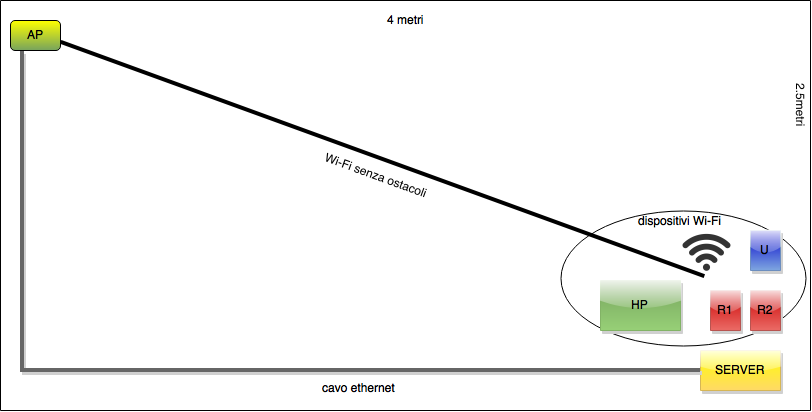 4 metri
AP
2.5metri
Wi-Fi senza ostacoli
dispositivi Wi-Fi
U
HP
R1
R2
SERVER
cavo ethernet